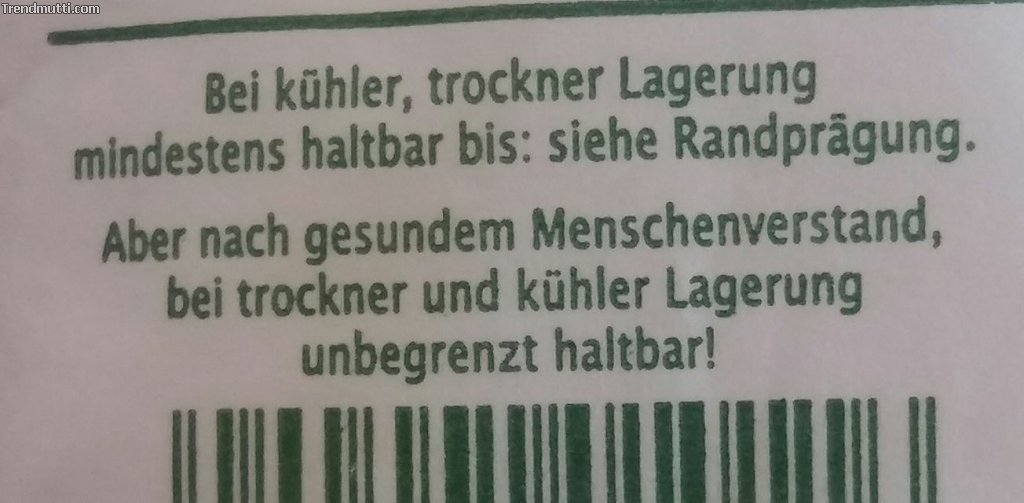 Trendmutti.com
Bei kühler, trockner Lagerung
mindestens haltbar bis: siehe Randprägung.
Aber nach gesundem Menschenverstand,
bei trockner und kühler Lagerung
unbegrenzt haltbar!